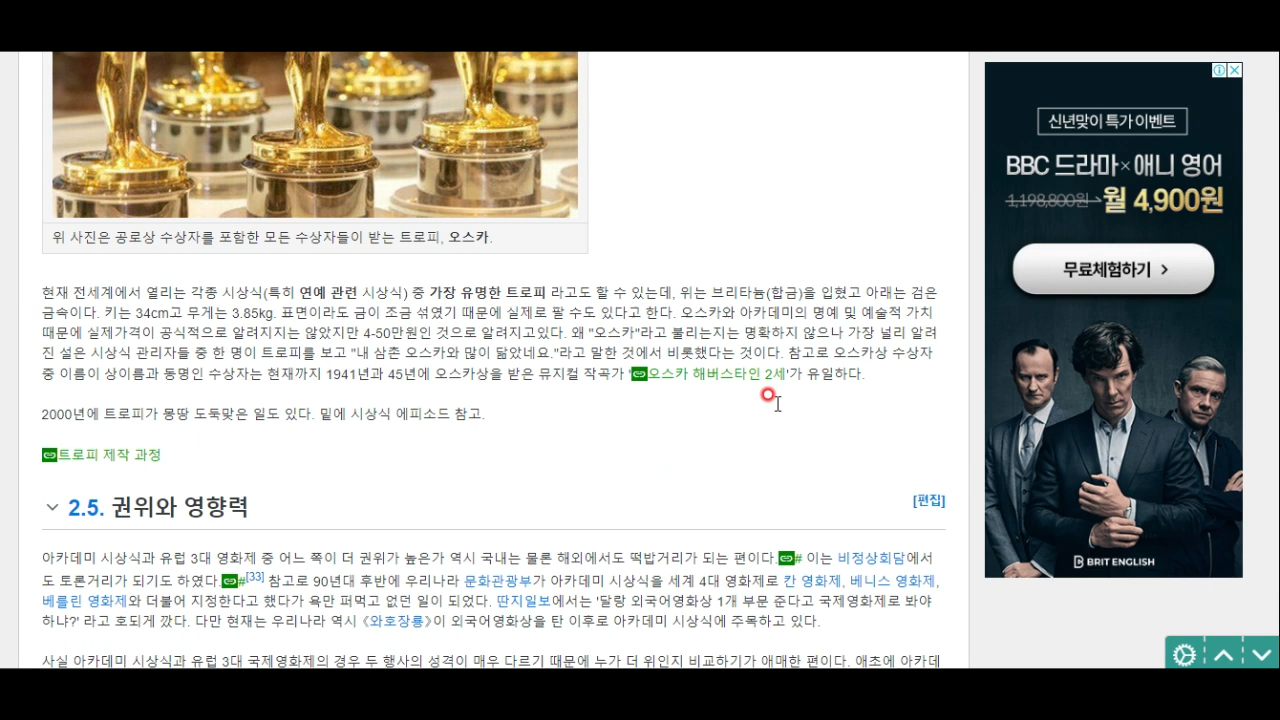 위 사진은 공로상 수상자를 포함한 모든 수상자들이 받는 트로피, 오스카.
현재 전세계에서 열리는 각종 시상식(특히 연예 관련 시상식) 중 가장 유명한 트로피 라고도 할 수 있는데, 위는 브리타늄(합금)을 입혔고 아래는 검은
금속이다. 키는 34cm고 무게는 3.85kg. 표면이라도 금이 조금 섞였기 때문에 실제로 팔 수도 있다고 한다. 오스카와 아카데미의 명예 및 예술적 가치
때문에 실제가격이 공식적으로 알려지지는 않았지만 4-50만원인 것으로 알려지고있다. 왜 "오스카"라고 불리는지는 명확하지 않으나 가장 널리 알려
진 설은 시상식 관리자들 중 한 명이 트로피를 보고 "내 삼촌 오스카와 많이 닮았네요."라고 말한 것에서 비롯했다는 것이다. 참고로 오스카상 수상자
중 이름이 상이름과 동명인 수상자는 현재까지 1941년과 45년에 오스카상을 받은 뮤지컬 작곡가 '오스카 해버스타인 2세'가 유일하다.
2000년에 트로피가 몽땅 도둑맞은 일도 있다. 밑에 시상식 에피소드 참고.
트로피 제작 과정
2.5. 권위와 영향력
[편집]
아카데미 시상식과 유럽 3대 영화제 중 어느 쪽이 더 권위가 높은가 역시 국내는 물론 해외에서도 떡밥거리가 되는 편이다.# 이는 비정상회담에서
도 토론거리가 되기도 하였다.#[33] 참고로 90년대 후반에 우리나라 문화관광부가 아카데미 시상식을 세계 4대 영화제로 칸 영화제, 베니스 영화제,
베를린 영화제와 더불어 지정한다고 했다가 욕만 퍼먹고 없던 일이 되었다. 딴지일보에서는 '달랑 외국어영화상 1개 부문 준다고 국제영화제로 봐야
하냐?' 라고 호되게 깠다. 다만 현재는 우리나라 역시 《와호장룡》이 외국어영화상을 탄 이후로 아카데미 시상식에 주목하고 있다.
사실 아카데미 시상식과 유럽 3대 국제영화제의 경우 두 행사의 성격이 매우 다르기 때문에 누가 더 위인지 비교하기가 애매한 편이다. 애초에 아카데
신년맞이 특가 이벤트
BBC 드라마×애니 영어
1,198,800원→월 4,900원
무료체험하기 >
BRIT ENGLISH